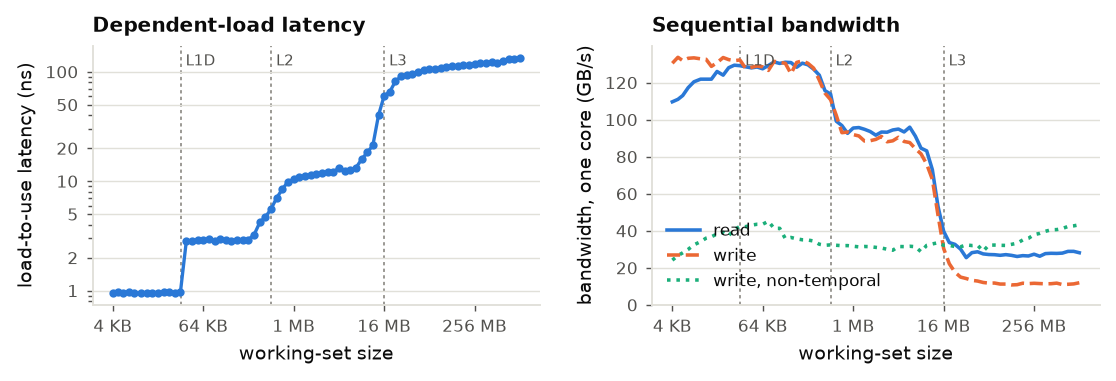 Dependent-load latency
L1D
L2
L3
100
50
20
10
5
2
1
load-to-use latency (ns)
4 KB
64 KB
1 MB
16 MB
256 MB
working-set size
Sequential bandwidth
L1D
L2
L3
120
100
80
60
40
20
0
bandwidth, one core (GB/s)
read
write
write, non-temporal
4 KB
64 KB
1 MB
16 MB
256 MB
working-set size